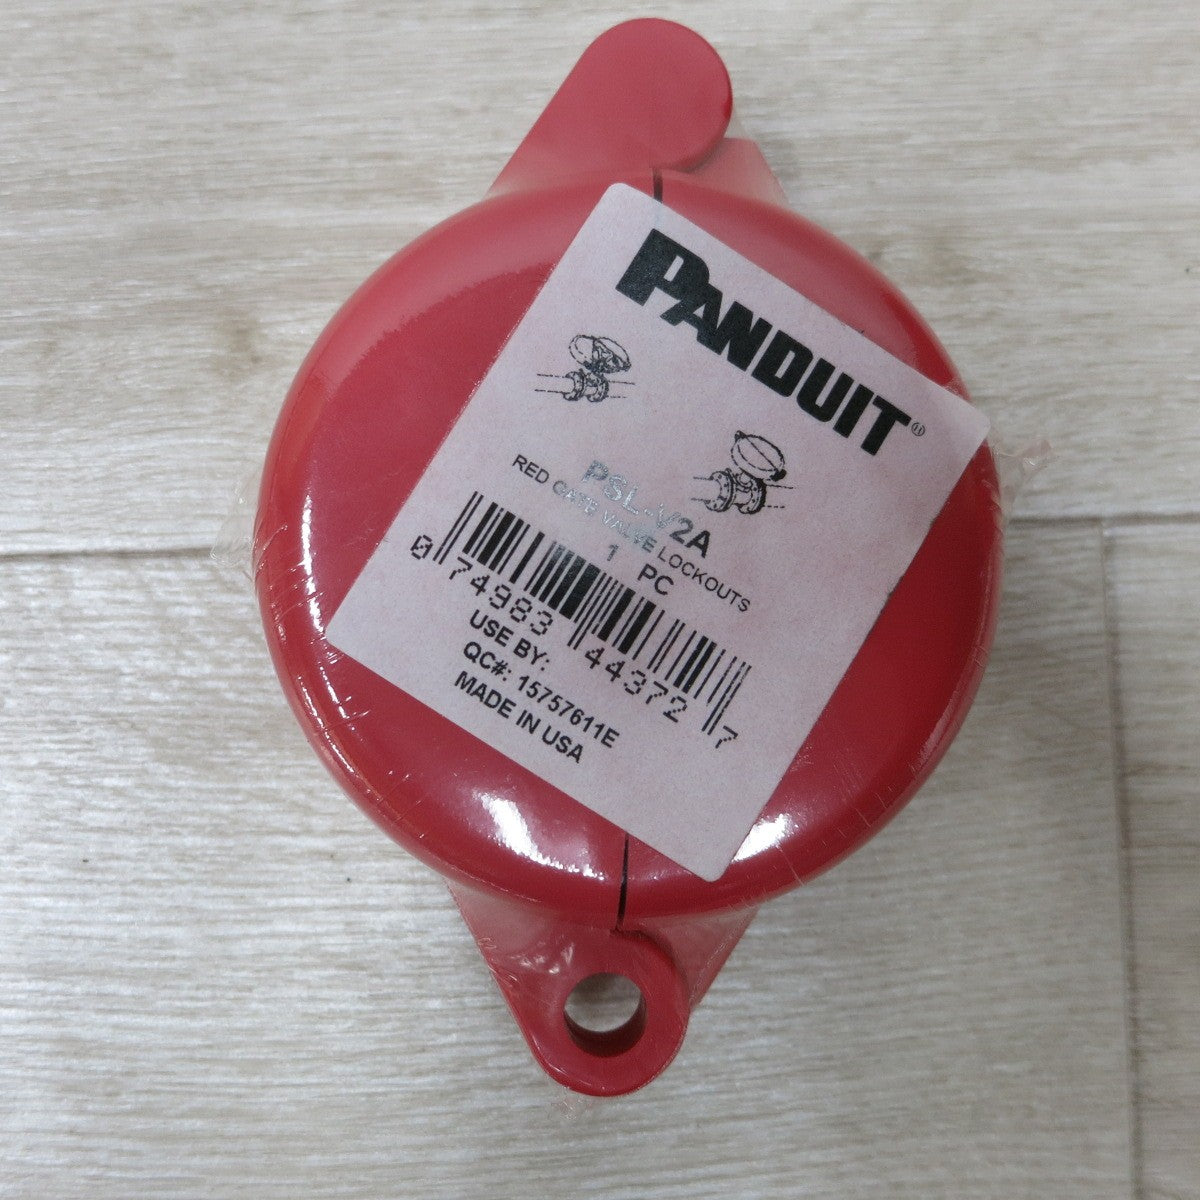 PANDUIT®
PSL-V2A
RED GATE VALVE LOCKOUTS
1 PC
0 74983 44372 7
USE BY:
QC#: 15757611E
MADE IN USA